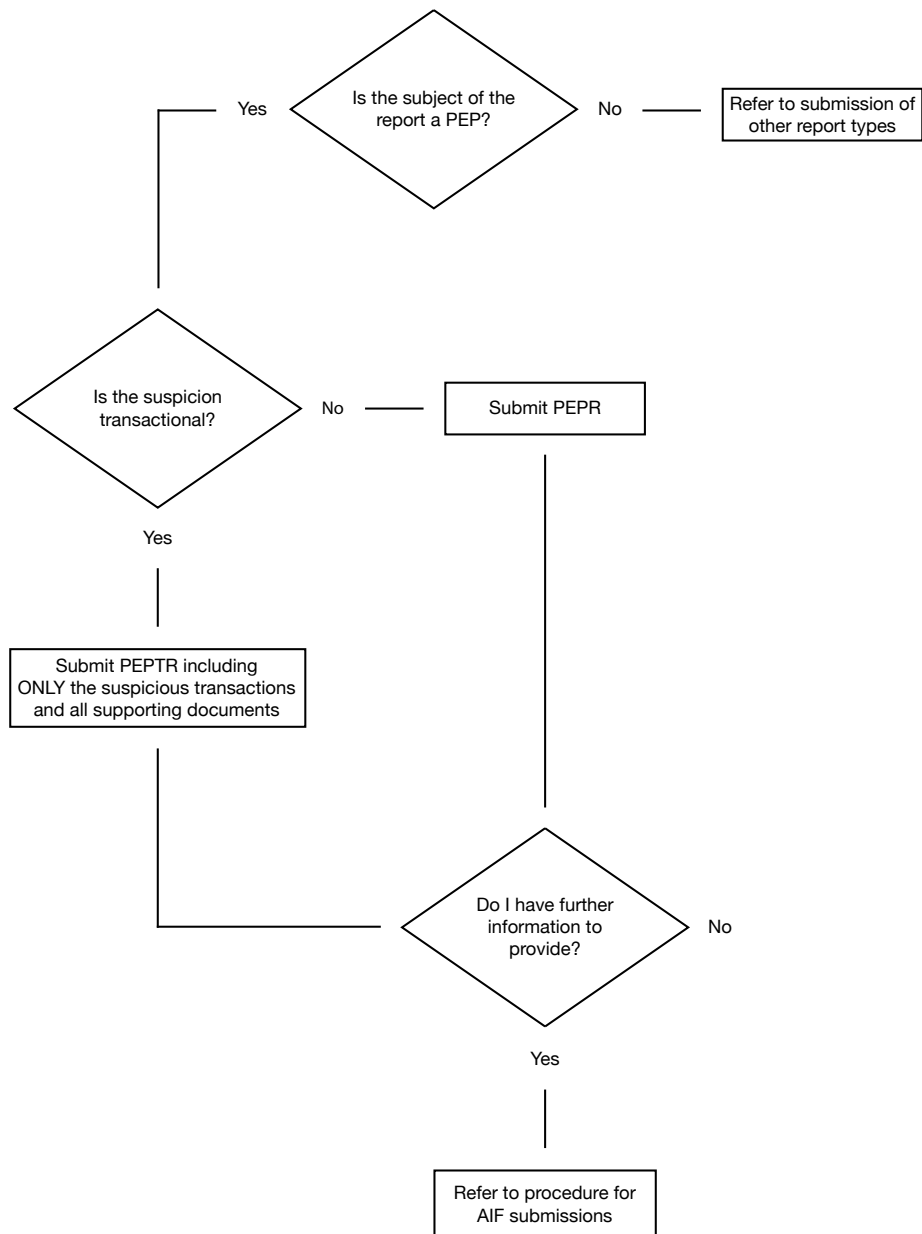 Is the subject of the
report a PEP?
Yes
No
Refer to submission of
other report types
Is the suspicion
transactional?
No
Submit PEPR
Yes
Submit PEPTR including
ONLY the suspicious transactions
and all supporting documents
Do I have further
information to
provide?
No
Yes
Refer to procedure for
AIF submissions